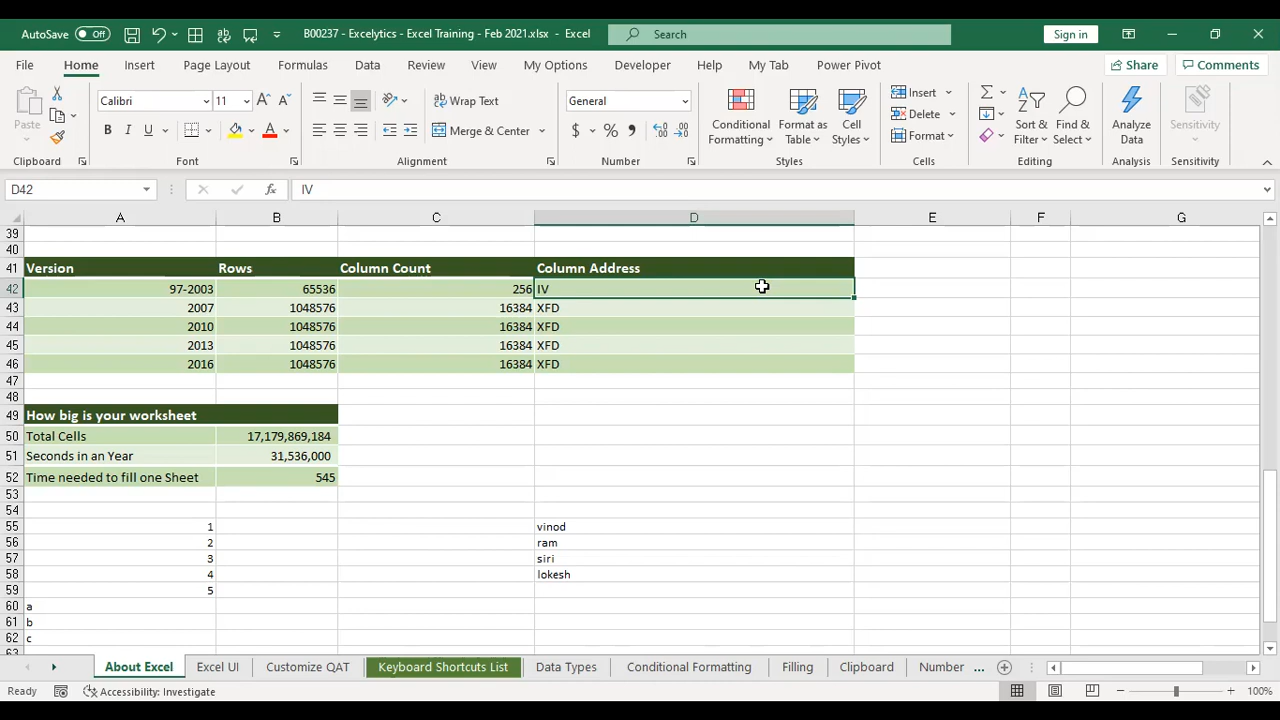 AutoSave Off B00237 - Excelytics - Excel Training - Feb 2021.xlsx - Excel Search Sign in
File Home Insert Page Layout Formulas Data Review View My Options Developer Help My Tab Power Pivot Share Comments
Paste
Clipboard
Calibri 11
B I U A
Font
Wrap Text
Merge & Center
Alignment
General
$ % 9
Number
Conditional Formatting
Format as Table
Cell Styles
Styles
Insert
Delete
Format
Cells
Sort & Filter
Find & Select
Editing
Analyze Data
Analysis
Sensitivity
Sensitivity
D42 fx IV
A B C D E F G
39
40
41 Version Rows Column Count Column Address
42 97-2003 65536 256 IV
43 2007 1048576 16384 XFD
44 2010 1048576 16384 XFD
45 2013 1048576 16384 XFD
46 2016 1048576 16384 XFD
47
48
49 How big is your worksheet
50 Total Cells 17,179,869,184
51 Seconds in an Year 31,536,000
52 Time needed to fill one Sheet 545
53
54
55 1 vinod
56 2 ram
57 3 siri
58 4 lokesh
59 5
60 a
61 b
62 c
63
About Excel Excel UI Customize QAT Keyboard Shortcuts List Data Types Conditional Formatting Filling Clipboard Number ...
Ready Accessibility: Investigate 100%